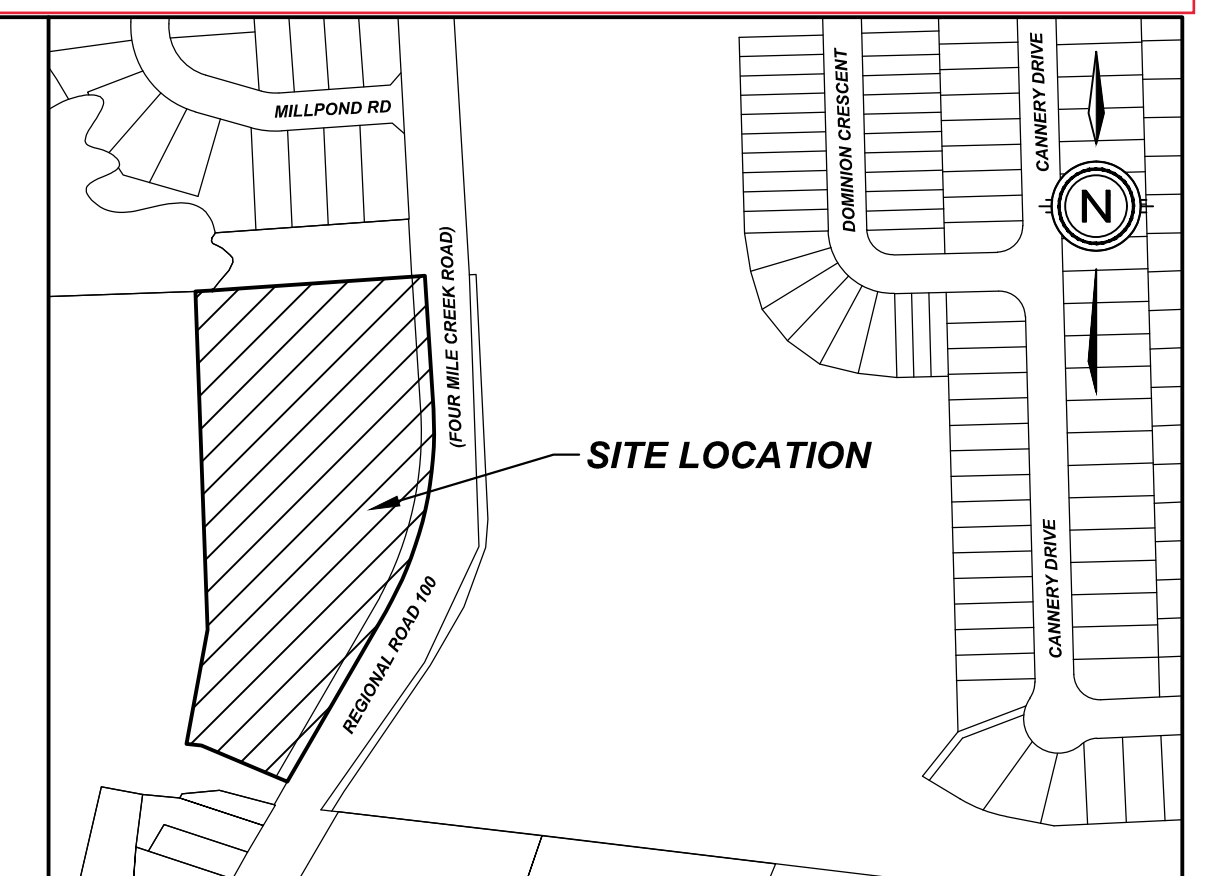 MILLPOND RD
DOMINION CRESCENT
CANNERY DRIVE
N
(FOUR MILE CREEK ROAD)
SITE LOCATION
REGIONAL ROAD 100
CANNERY DRIVE